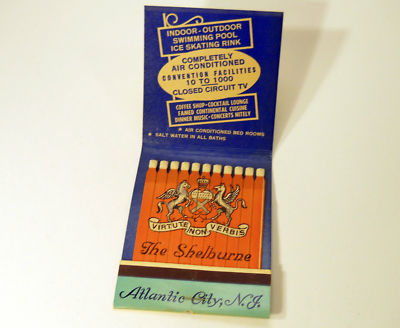 INDOOR - OUTDOOR
SWIMMING POOL
ICE SKATING RINK
COMPLETELY
AIR CONDITIONED
CONVENTION FACILITIES
10 TO 1000
CLOSED CIRCUIT TV
COFFEE SHOP - COCKTAIL LOUNGE
FAMED CONTINENTAL CUISINE
DINNER MUSIC - CONCERTS NITELY
* AIR CONDITIONED BED ROOMS
* SALT WATER IN ALL BATHS
VIRTUTE NON VERBIS
The Shelburne
Atlantic City, N.J.